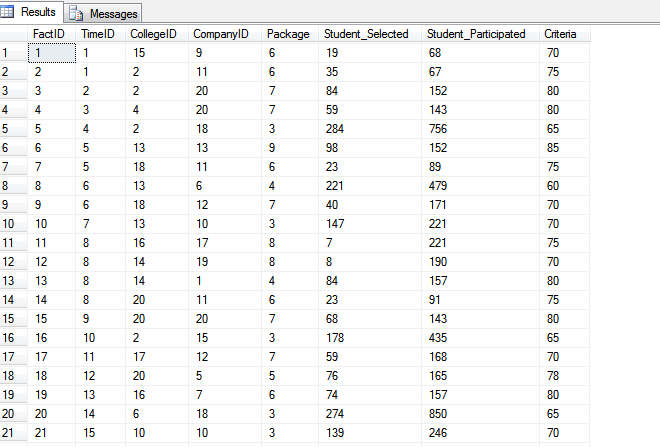 Results Messages
FactID TimeID CollegeID CompanyID Package Student_Selected Student_Participated Criteria
1 1 1 15 9 6 19 68 70
2 2 1 2 11 6 35 67 75
3 3 2 2 20 7 84 152 80
4 4 3 4 20 7 59 143 80
5 5 4 2 18 3 284 756 65
6 6 5 13 13 9 98 152 85
7 7 5 18 11 6 23 89 75
8 8 6 13 6 4 221 479 60
9 9 6 18 12 7 40 171 70
10 10 7 13 10 3 147 221 70
11 11 8 16 17 8 7 221 75
12 12 8 14 19 8 8 190 70
13 13 8 14 1 4 84 157 80
14 14 8 20 11 6 23 91 75
15 15 9 20 20 7 68 143 80
16 16 10 2 15 3 178 435 65
17 17 11 17 12 7 59 168 70
18 18 12 20 5 5 76 165 78
19 19 13 16 7 6 74 157 80
20 20 14 6 18 3 274 850 65
21 21 15 10 10 3 139 246 70